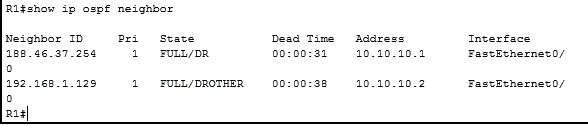 R1#show ip ospf neighbor
Neighbor ID Pri State Dead Time Address Interface
188.46.37.254 1 FULL/DR 00:00:31 10.10.10.1 FastEthernet0/
0
192.168.1.129 1 FULL/DROTHER 00:00:38 10.10.10.2 FastEthernet0/
0
R1#